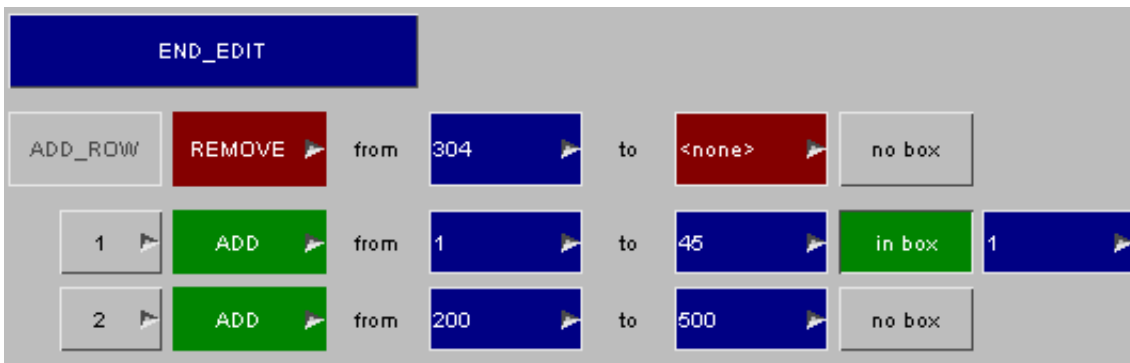 END_EDIT
ADD_ROW REMOVE from 304 to <none> no box
1 ADD from 1 to 45 in box 1
2 ADD from 200 to 500 no box